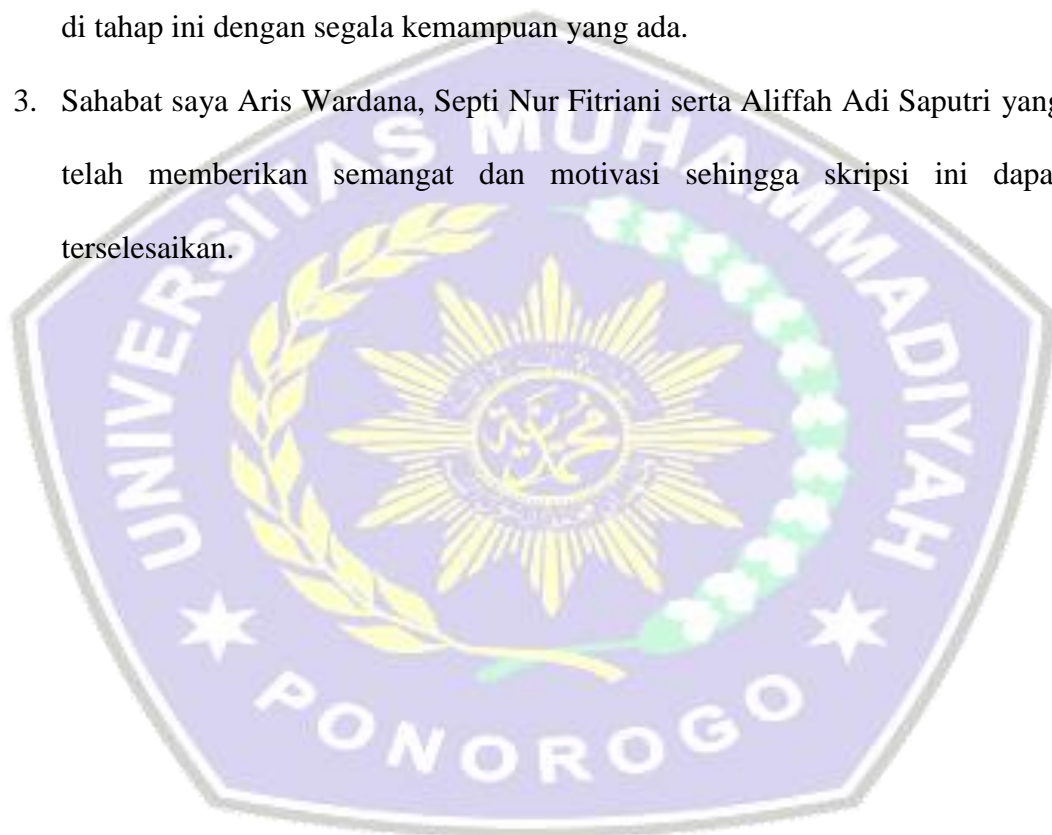 di tahap ini dengan segala kemampuan yang ada.
3. Sahabat saya Aris Wardana, Septi Nur Fitriani serta Aliffah Adi Saputri yang
telah memberikan semangat dan motivasi sehingga skripsi ini dapa
terselesaikan.
UNIVERSITAS MUHAMMADIYAH
PONOROGO